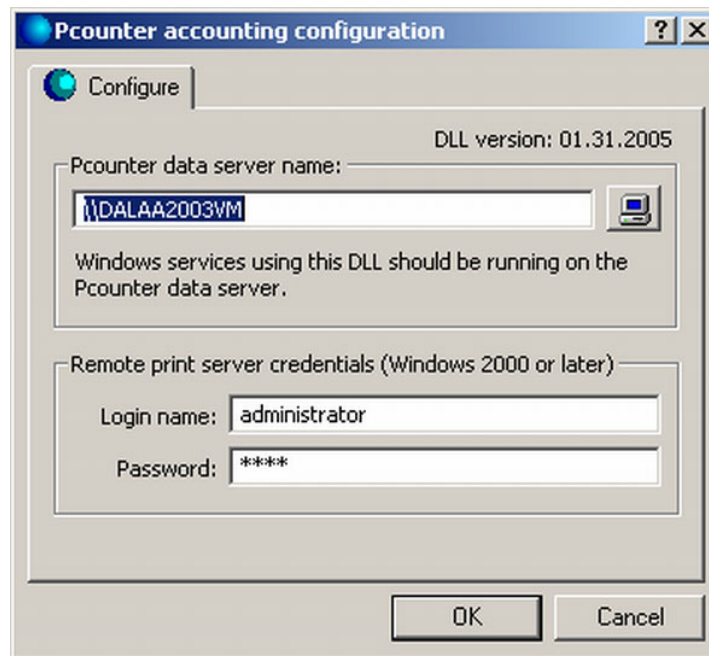 Pcounter accounting configuration
Configure
DLL version: 01.31.2005
Pcounter data server name:
\\DALAA2003VM
Windows services using this DLL should be running on the
Pcounter data server.
Remote print server credentials (Windows 2000 or later)
Login name: administrator
Password: ****
OK Cancel